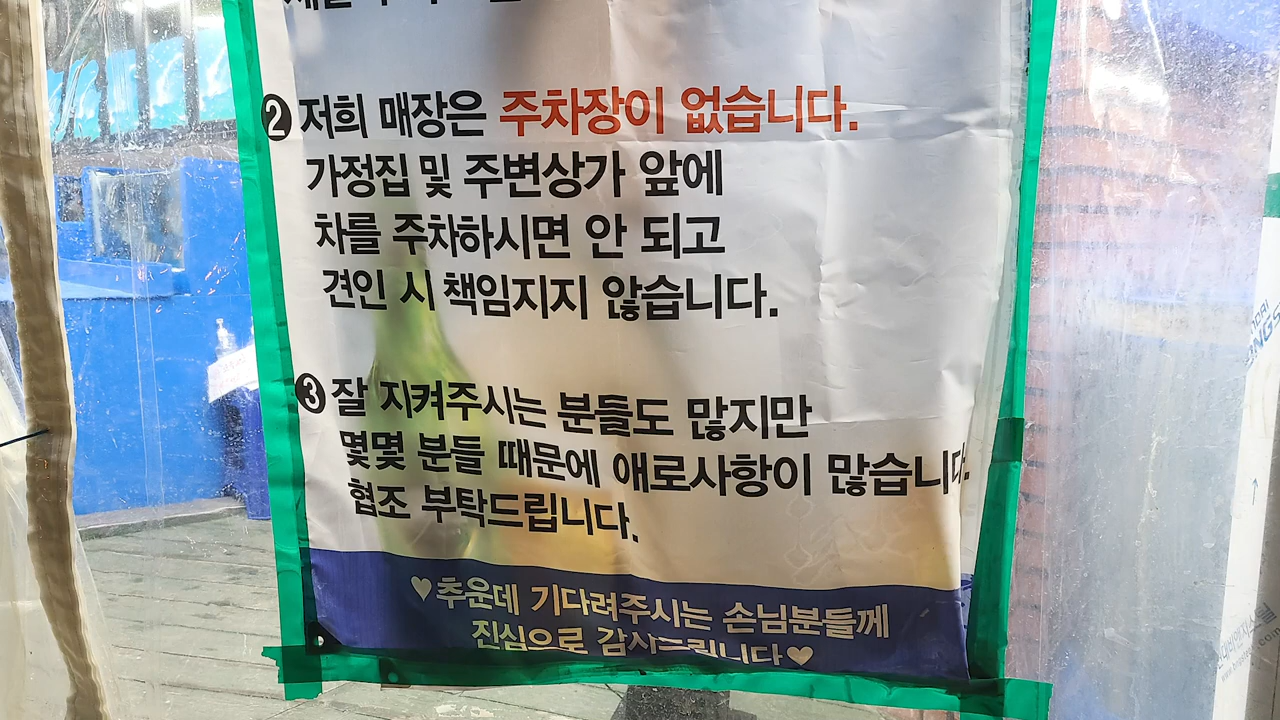 ② 저희 매장은 주차장이 없습니다.
가정집 및 주변상가 앞에
차를 주차하시면 안 되고
견인 시 책임지지 않습니다.
③ 잘 지켜주시는 분들도 많지만
몇몇 분들 때문에 애로사항이 많습니다.
협조 부탁드립니다.
♥추운데 기다려주시는 손님분들께
진심으로 감사드립니다♥